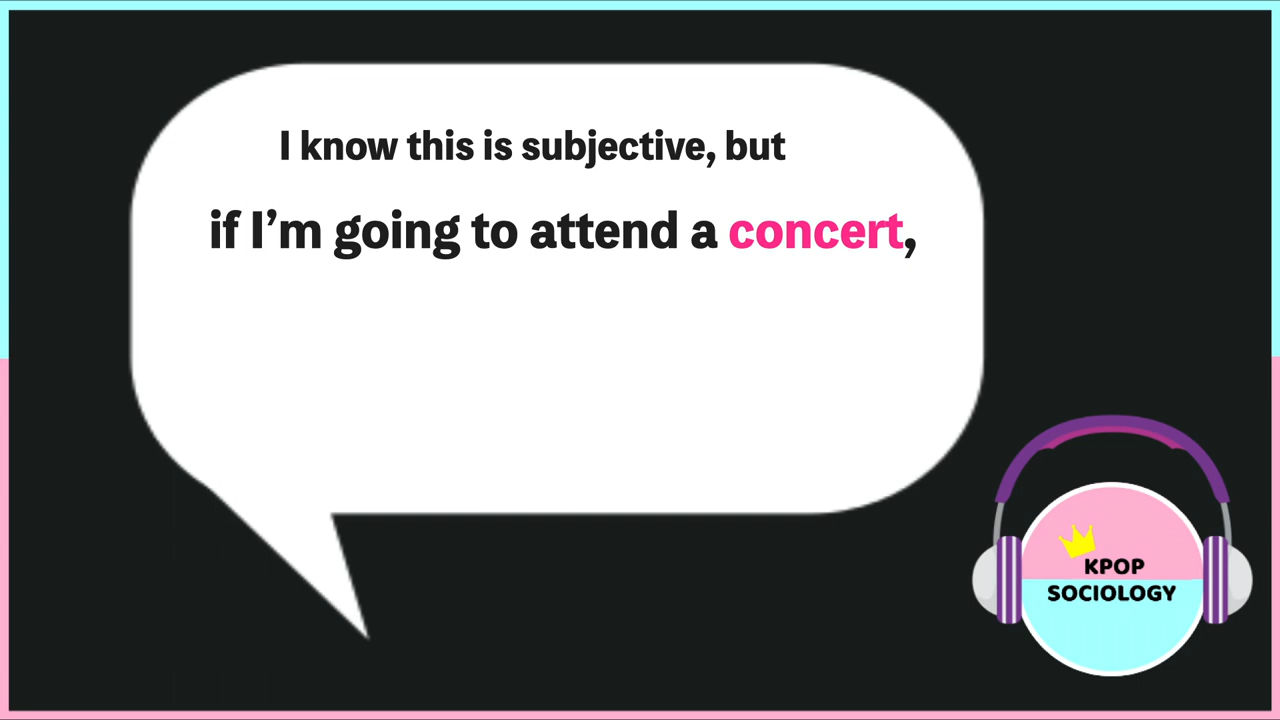 I know this is subjective, but
if I’m going to attend a concert,
KPOP
SOCIOLOGY